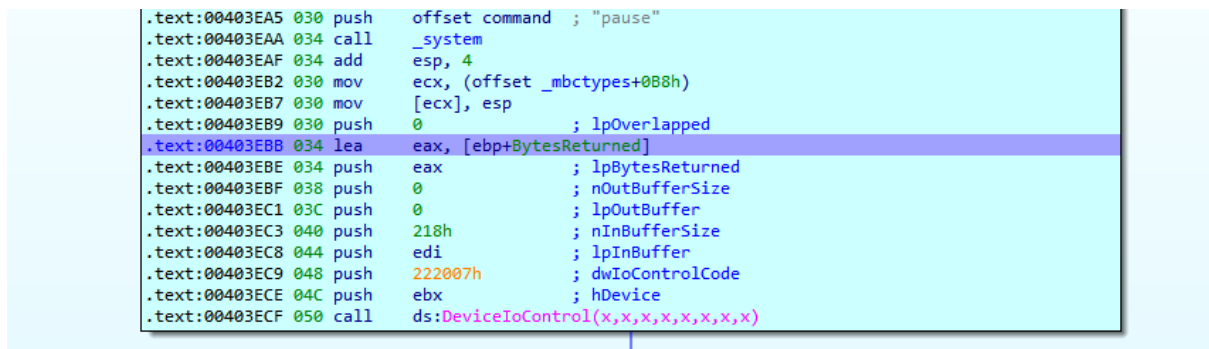 .text:00403EA5 030 push    offset command  ; "pause"
.text:00403EAA 034 call    _system
.text:00403EAF 034 add     esp, 4
.text:00403EB2 030 mov     ecx, (offset _mbctypes+0B8h)
.text:00403EB7 030 mov     [ecx], esp
.text:00403EB9 030 push    0               ; lpOverlapped
.text:00403EBB 034 lea     eax, [ebp+BytesReturned]
.text:00403EBE 034 push    eax             ; lpBytesReturned
.text:00403EBF 038 push    0               ; nOutBufferSize
.text:00403EC1 03C push    0               ; lpOutBuffer
.text:00403EC3 040 push    218h            ; nInBufferSize
.text:00403EC8 044 push    edi             ; lpInBuffer
.text:00403EC9 048 push    222007h         ; dwIoControlCode
.text:00403ECE 04C push    ebx             ; hDevice
.text:00403ECF 050 call    ds:DeviceIoControl(x,x,x,x,x,x,x,x)